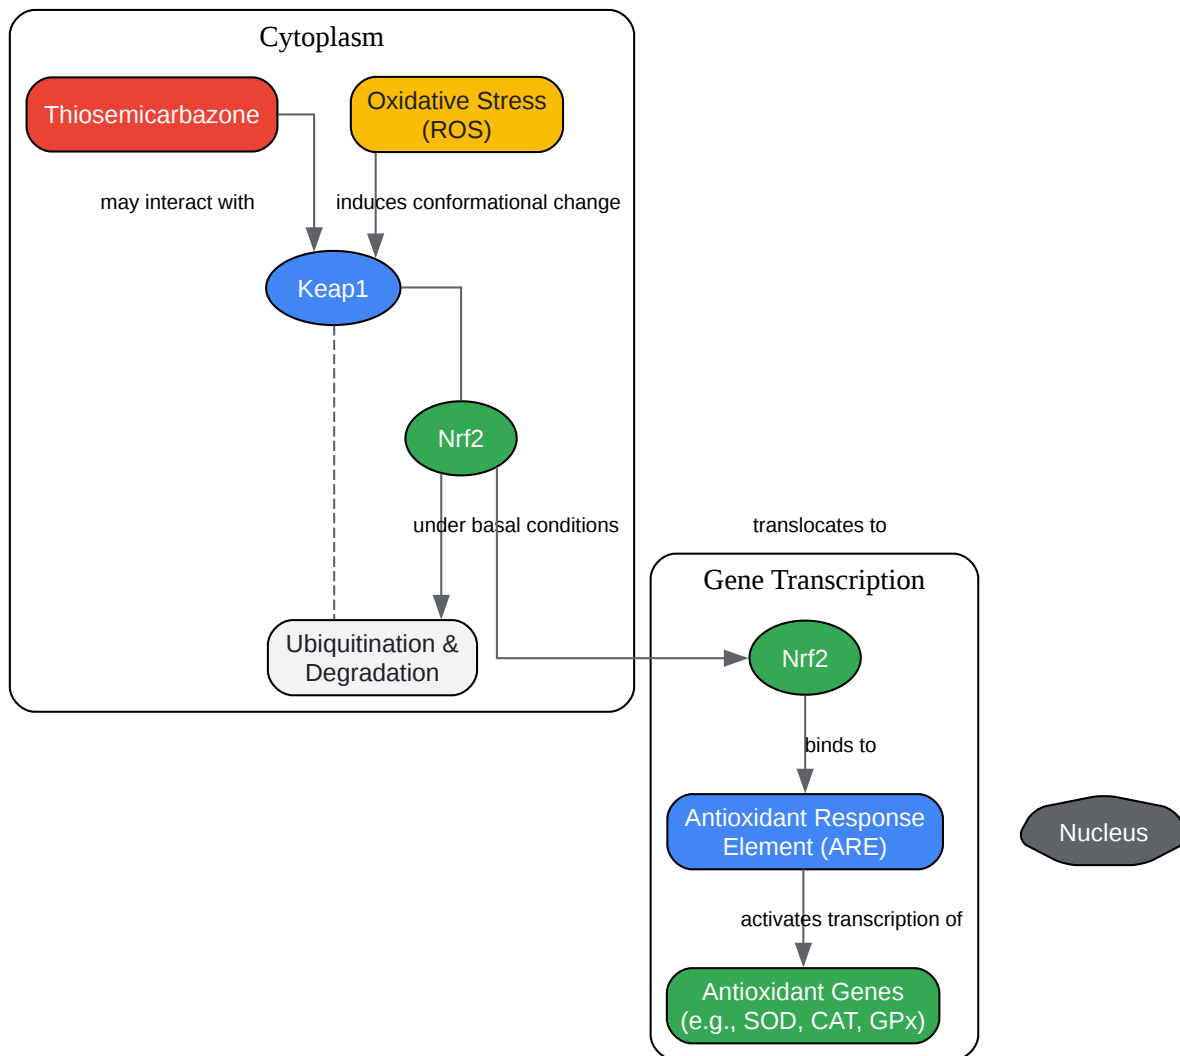 Cytoplasm
Thiosemicarbazone
Oxidative Stress
(ROS)
may interact with
induces conformational change
Keap1
Nrf2
under basal conditions
translocates to
Ubiquitination &
Degradation
Gene Transcription
Nrf2
binds to
Antioxidant Response
Element (ARE)
Nucleus
activates transcription of
Antioxidant Genes
(e.g., SOD, CAT, GPx)